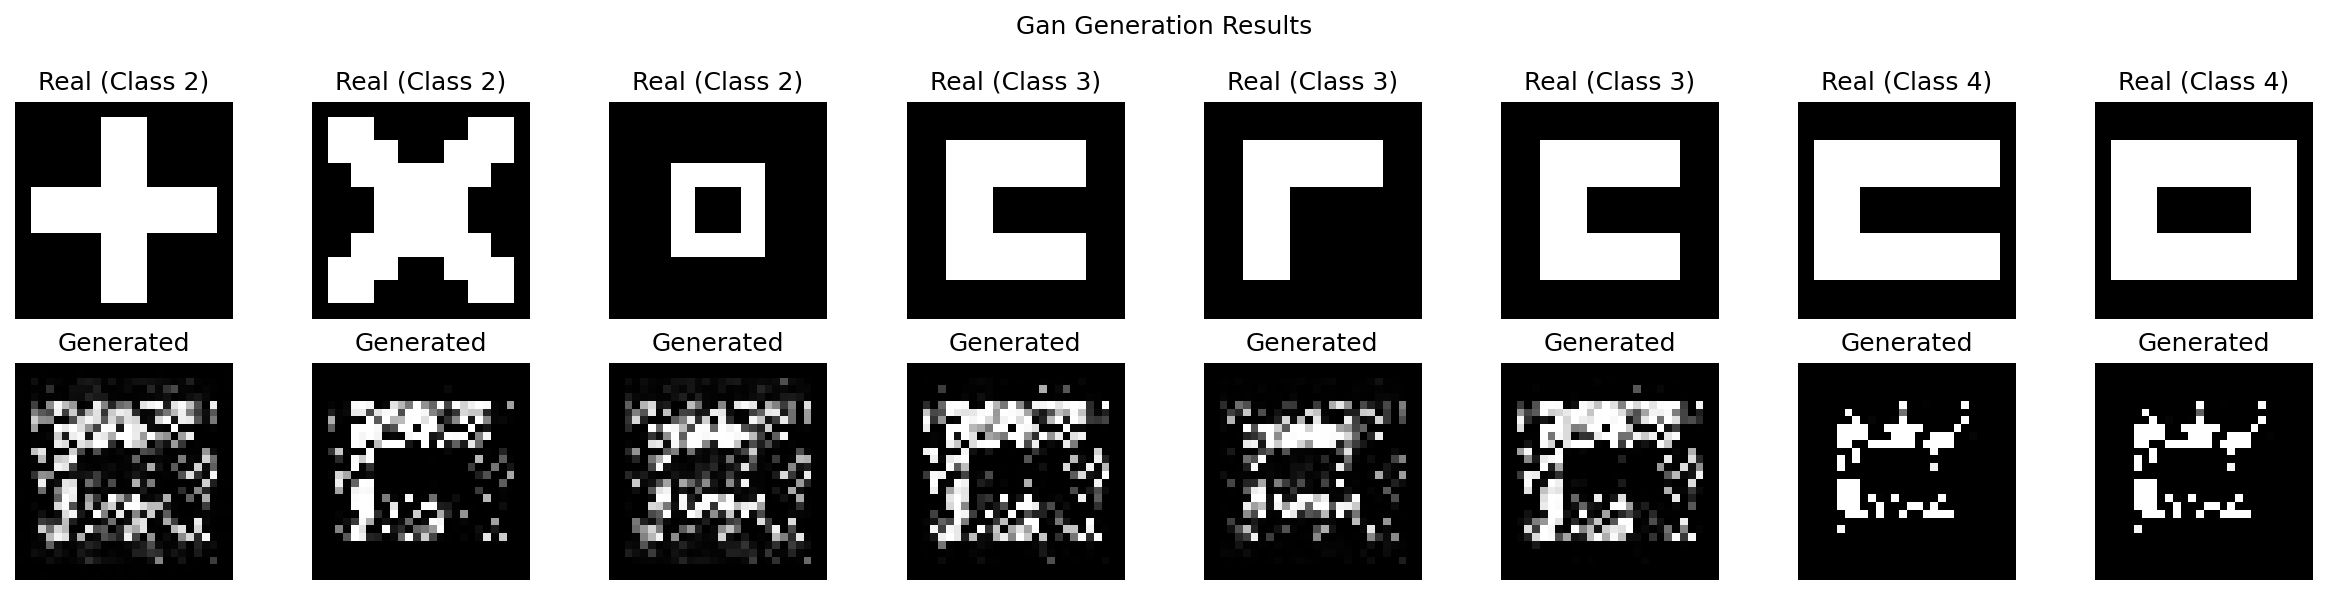 Gan Generation Results
Real (Class 2) Real (Class 2) Real (Class 2) Real (Class 3) Real (Class 3) Real (Class 3) Real (Class 4) Real (Class 4)
Generated Generated Generated Generated Generated Generated Generated Generated